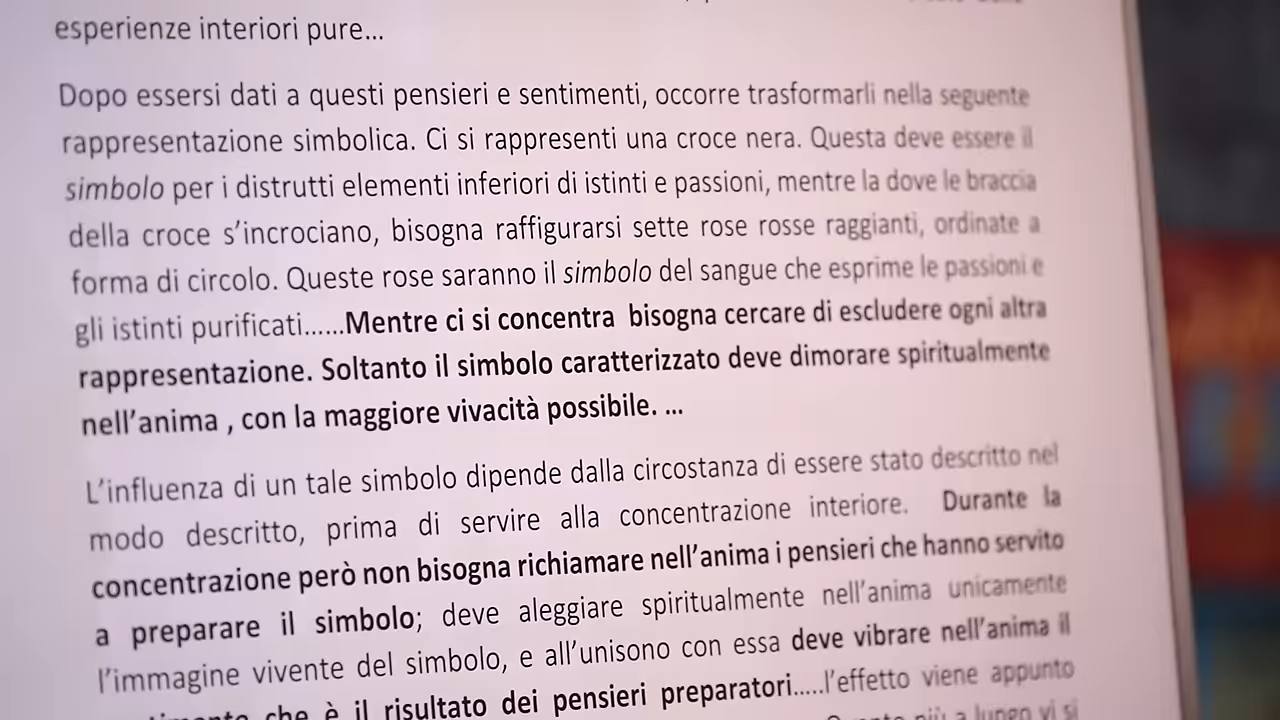 esperienze interiori pure...
Dopo essersi dati a questi pensieri e sentimenti, occorre trasformarli nella seguente
rappresentazione simbolica. Ci si rappresenti una croce nera. Questa deve essere il
simbolo per i distrutti elementi inferiori di istinti e passioni, mentre la dove le braccia
della croce s'incrociano, bisogna raffigurarsi sette rose rosse raggianti, ordinate a
forma di circolo. Queste rose saranno il simbolo del sangue che esprime le passioni e
gli istinti purificati......Mentre ci si concentra bisogna cercare di escludere ogni altra
rappresentazione. Soltanto il simbolo caratterizzato deve dimorare spiritualmente
nell'anima , con la maggiore vivacità possibile. ...
L'influenza di un tale simbolo dipende dalla circostanza di essere stato descritto nel
modo descritto, prima di servire alla concentrazione interiore. Durante la
concentrazione però non bisogna richiamare nell'anima i pensieri che hanno servito
a preparare il simbolo; deve aleggiare spiritualmente nell'anima unicamente
l'immagine vivente del simbolo, e all'unisono con essa deve vibrare nell'anima il
che è il risultato dei pensieri preparatori.....l'effetto viene appunto
più a lungo vi si